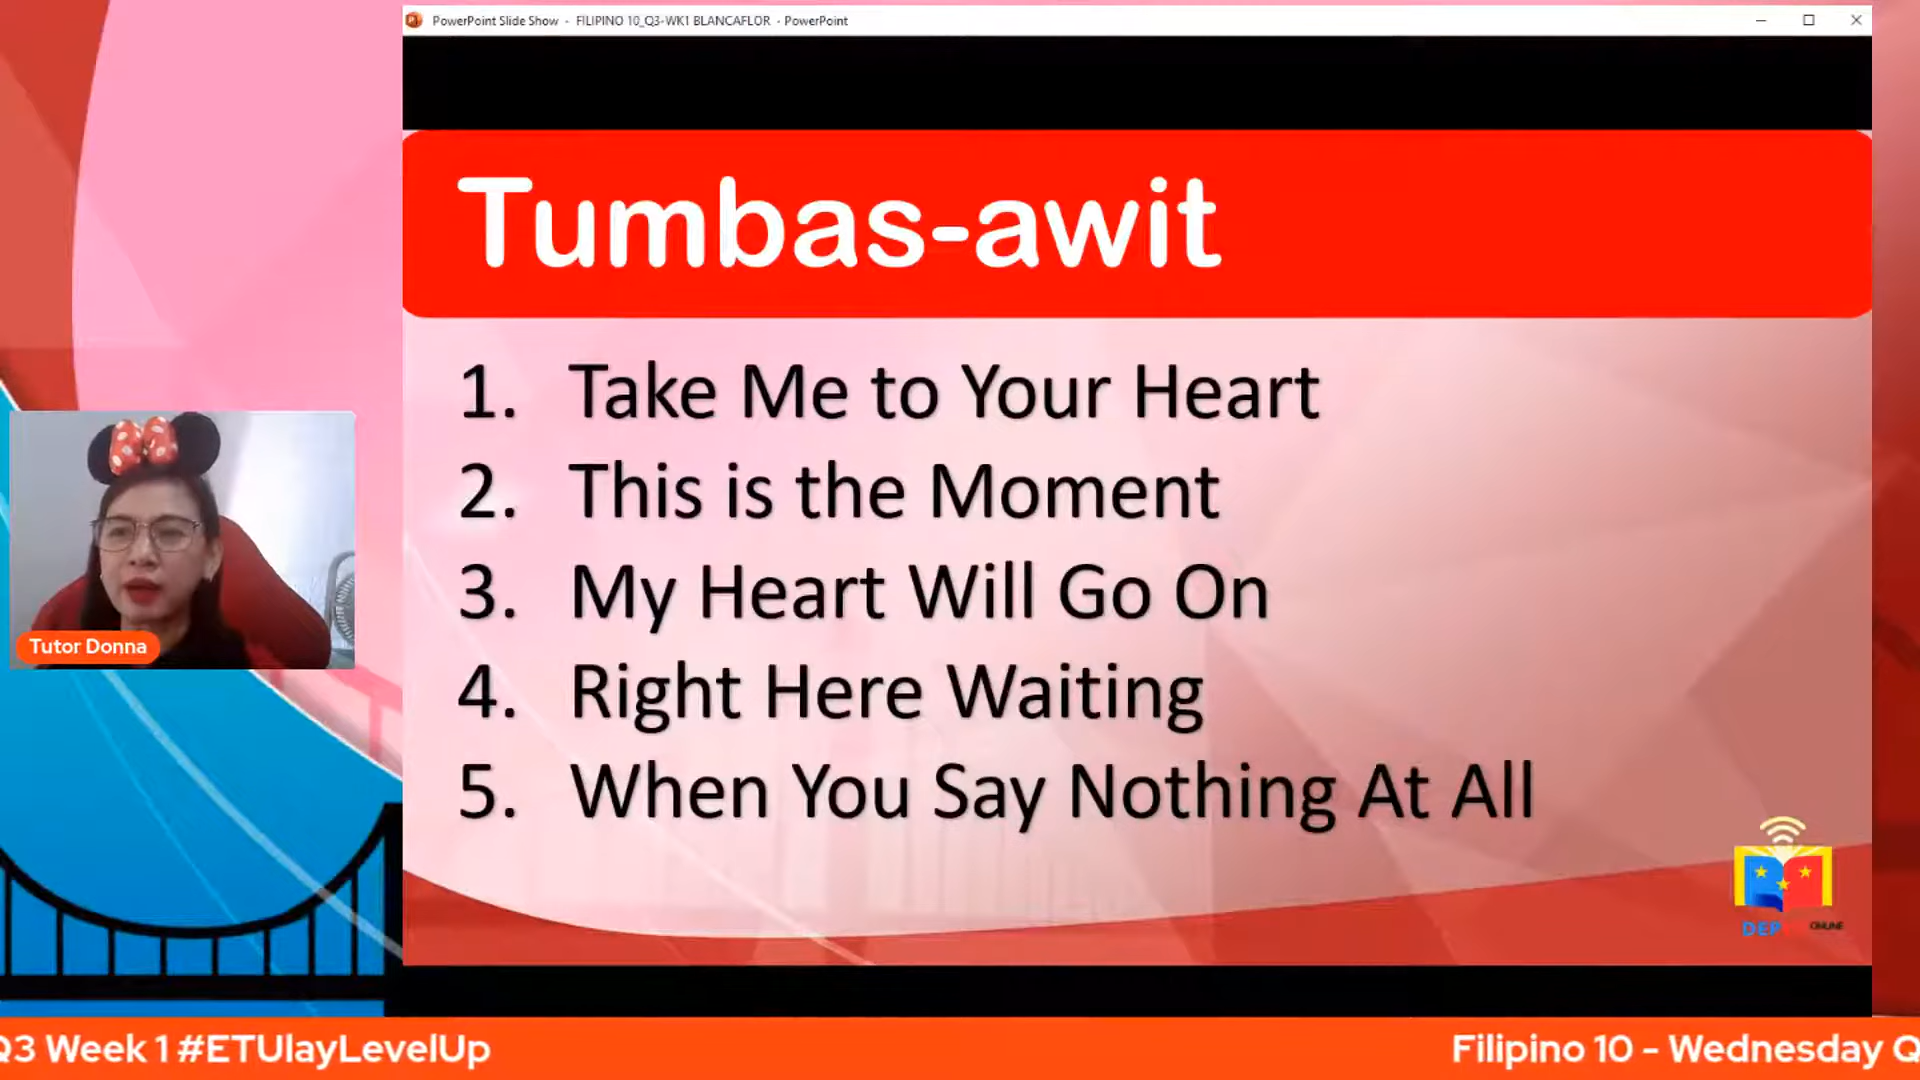 PowerPoint Slide Show - FILIPINO 10_Q3-WK1 BLANCAFLOR - PowerPoint
Tumbas-awit
1. Take Me to Your Heart
2. This is the Moment
3. My Heart Will Go On
4. Right Here Waiting
5. When You Say Nothing At All
Tutor Donna
DEP
ONLINE
Q3 Week 1 #ETUlayLevelUp
Filipino 10 - Wednesday Q